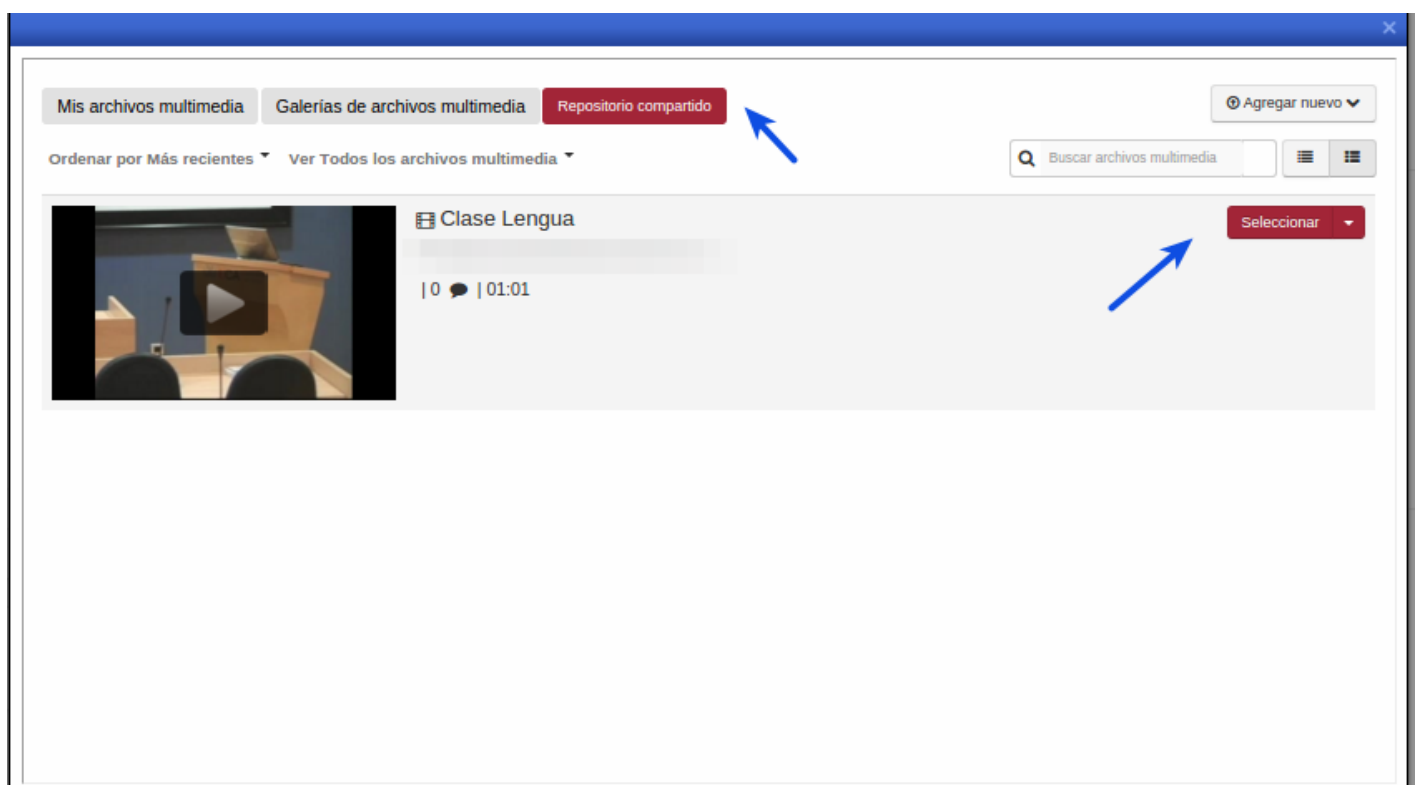 Mis archivos multimedia Galerías de archivos multimedia Repositorio compartido Agregar nuevo
Ordenar por Más recientes Ver Todos los archivos multimedia Buscar archivos multimedia
Clase Lengua Seleccionar
| 0 | 01:01